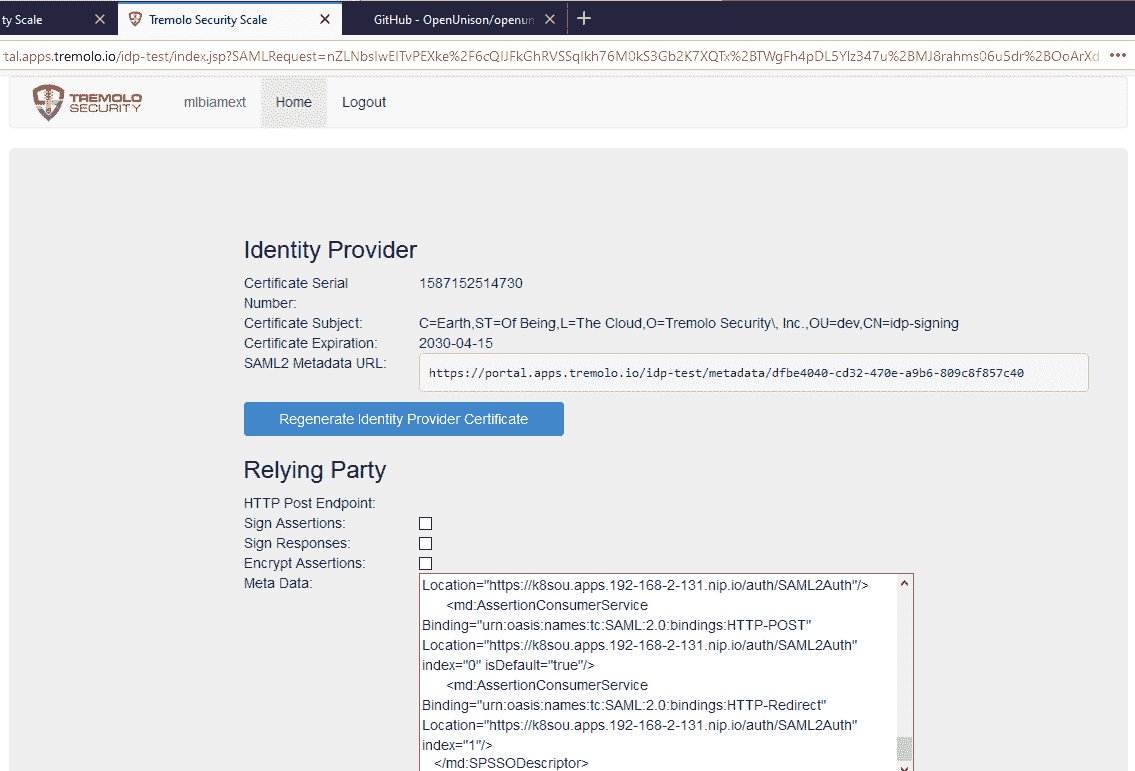 ty Scale
Tremolo Security Scale
GitHub - OpenUnison/openun
tal.apps.tremolo.io/idp-test/index.jsp?SAMLRequest=nZLNbsIwEITvPEXke%2F6cQIJFkGhRVSSqIkh76M0kS3Gb2K7XQTx%2BTWgFh4pDL5Ylz347u%2BMJ8rahms06u5dr%2BOoArXd
TREMOLO SECURITY
mlbiamext
Home
Logout
Identity Provider
Certificate Serial Number:
1587152514730
Certificate Subject:
C=Earth,ST=Of Being,L=The Cloud,O=Tremolo Security\, Inc.,OU=dev,CN=idp-signing
Certificate Expiration:
2030-04-15
SAML2 Metadata URL:
https://portal.apps.tremolo.io/idp-test/metadata/dfbe4040-cd32-470e-a9b6-809c8f857c40
Regenerate Identity Provider Certificate
Relying Party
HTTP Post Endpoint:
Sign Assertions:
Sign Responses:
Encrypt Assertions:
Meta Data:
Location="https://k8sou.apps.192-168-2-131.nip.io/auth/SAML2Auth"/>
<md:AssertionConsumerService
Binding="urn:oasis:names:tc:SAML:2.0:bindings:HTTP-POST"
Location="https://k8sou.apps.192-168-2-131.nip.io/auth/SAML2Auth"
index="0" isDefault="true"/>
<md:AssertionConsumerService
Binding="urn:oasis:names:tc:SAML:2.0:bindings:HTTP-Redirect"
Location="https://k8sou.apps.192-168-2-131.nip.io/auth/SAML2Auth"
index="1"/>
</md:SPSSODescriptor>